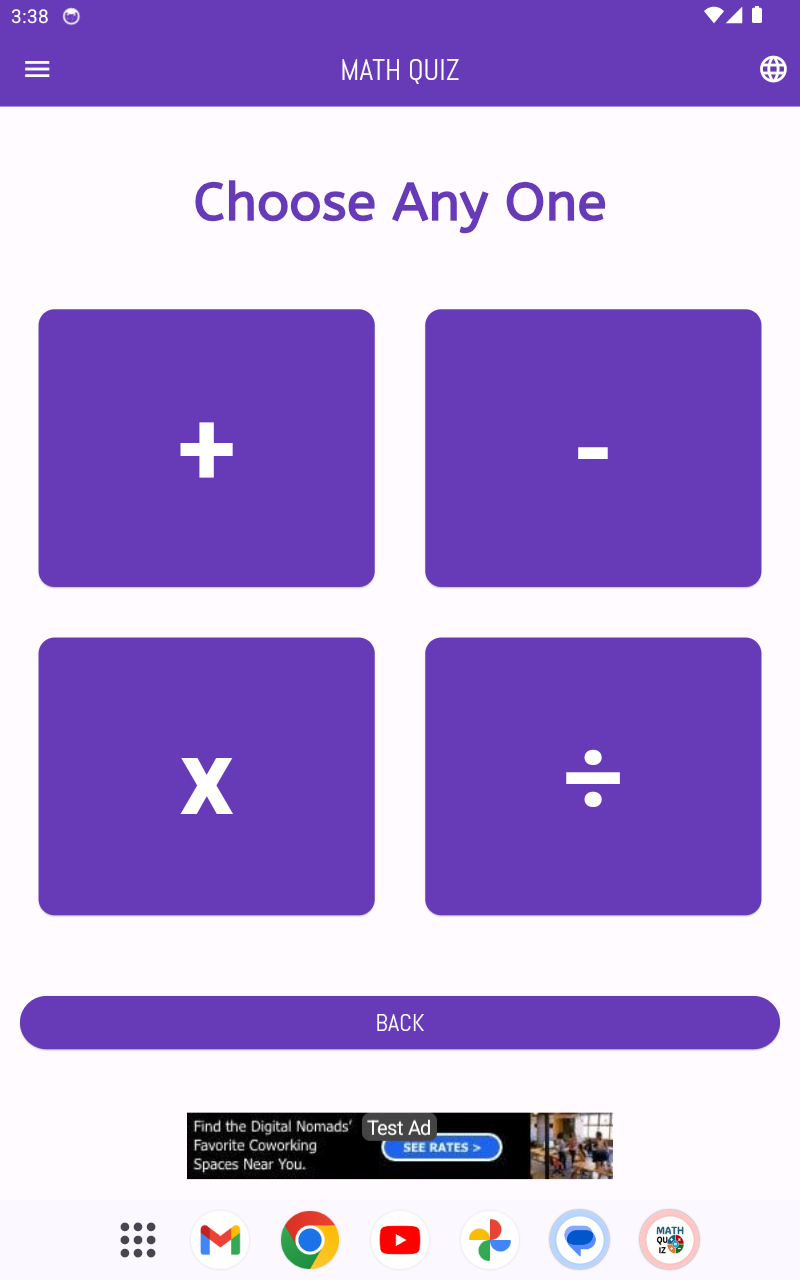 3:38
MATH QUIZ
Choose Any One
+
-
x
÷
BACK
Find the Digital Nomads'
Favorite Coworking
Spaces Near You.
Test Ad
SEE RATES >
MATH
QU
IZ